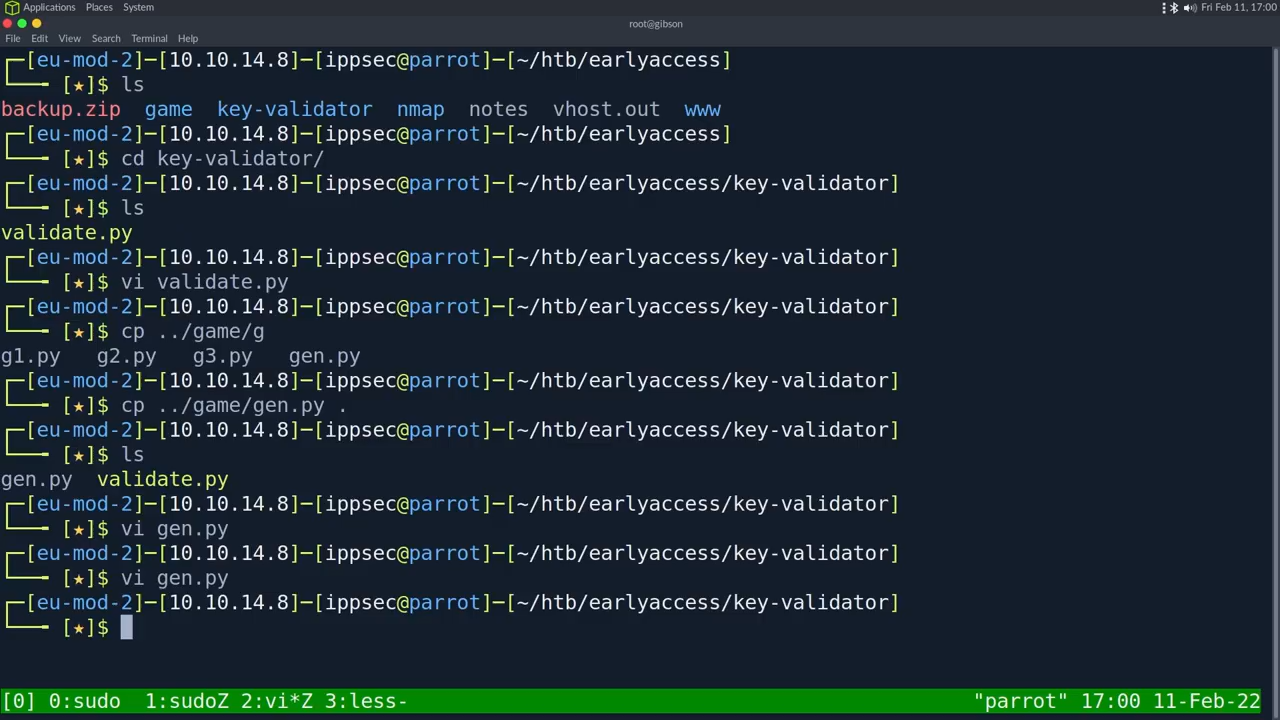 Applications Places System Fri Feb 11, 17:00
root@gibson
File Edit View Search Terminal Help
┌─[eu-mod-2]─[10.10.14.8]─[ippsec@parrot]─[~/htb/earlyaccess]
└──╼ [★]$ ls
backup.zip game key-validator nmap notes vhost.out www
┌─[eu-mod-2]─[10.10.14.8]─[ippsec@parrot]─[~/htb/earlyaccess]
└──╼ [★]$ cd key-validator/
┌─[eu-mod-2]─[10.10.14.8]─[ippsec@parrot]─[~/htb/earlyaccess/key-validator]
└──╼ [★]$ ls
validate.py
┌─[eu-mod-2]─[10.10.14.8]─[ippsec@parrot]─[~/htb/earlyaccess/key-validator]
└──╼ [★]$ vi validate.py
┌─[eu-mod-2]─[10.10.14.8]─[ippsec@parrot]─[~/htb/earlyaccess/key-validator]
└──╼ [★]$ cp ../game/g
g1.py g2.py g3.py gen.py
┌─[eu-mod-2]─[10.10.14.8]─[ippsec@parrot]─[~/htb/earlyaccess/key-validator]
└──╼ [★]$ cp ../game/gen.py .
┌─[eu-mod-2]─[10.10.14.8]─[ippsec@parrot]─[~/htb/earlyaccess/key-validator]
└──╼ [★]$ ls
gen.py validate.py
┌─[eu-mod-2]─[10.10.14.8]─[ippsec@parrot]─[~/htb/earlyaccess/key-validator]
└──╼ [★]$ vi gen.py
┌─[eu-mod-2]─[10.10.14.8]─[ippsec@parrot]─[~/htb/earlyaccess/key-validator]
└──╼ [★]$ vi gen.py
┌─[eu-mod-2]─[10.10.14.8]─[ippsec@parrot]─[~/htb/earlyaccess/key-validator]
└──╼ [★]$
[0] 0:sudo 1:sudoZ 2:vi*Z 3:less- "parrot" 17:00 11-Feb-22